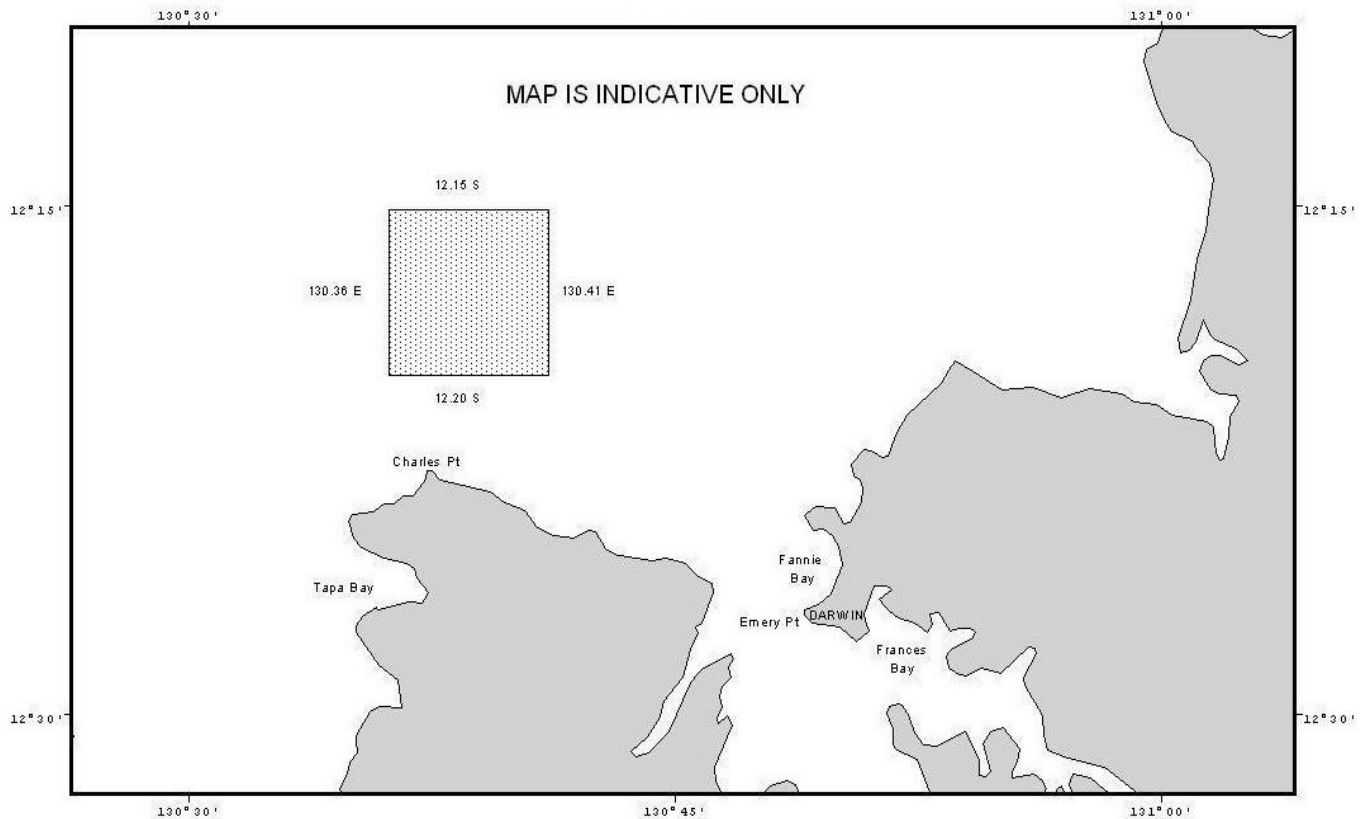 130°30'
131°00'
MAP IS INDICATIVE ONLY
12.15 S
12°15'
12°15'
130.36 E
130.41 E
12.20 S
Charles Pt
Fannie
Bay
Tapa Bay
DARWIN
Emery Pt
Frances
Bay
12°30'
12°30'
130°30'
130°45'
131°00'